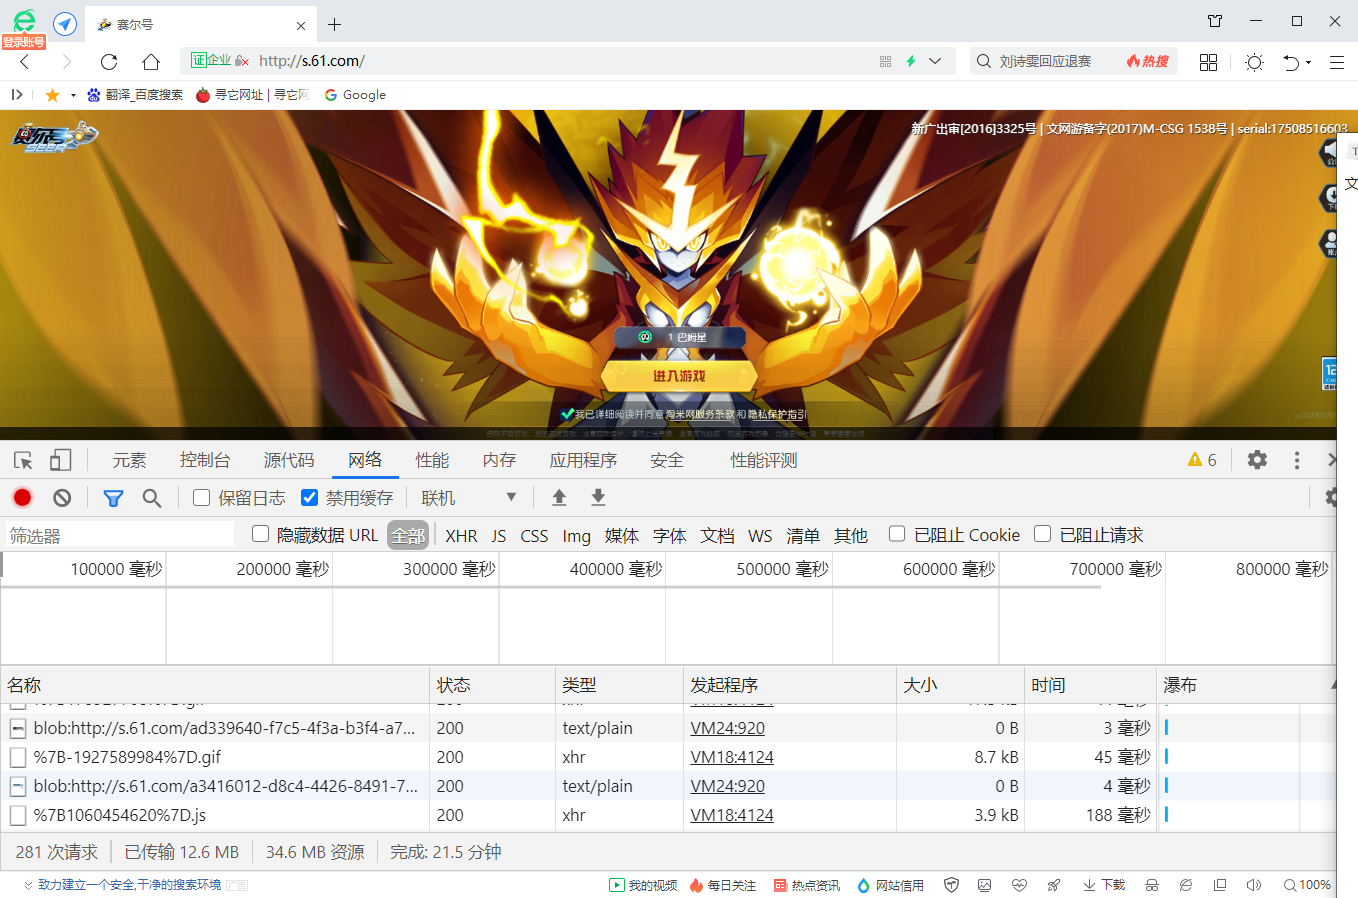 赛尔号
登录账号
证企业 http://s.61.com/
刘诗雯回应退赛 热搜
翻译_百度搜索 寻它网址 | 寻它网 Google
赛尔号
SEER
新广出审[2016]3325号 | 文网游备字(2017)M-CSG 1538号 | serial:17508516603
T
文
1 巴姆星
进入游戏
我已详细阅读并同意 淘米网服务条款 和 隐私保护指引
元素 控制台 源代码 网络 性能 内存 应用程序 安全 性能评测 6
保留日志 禁用缓存 联机
筛选器 隐藏数据 URL 全部 XHR JS CSS Img 媒体 字体 文档 WS 清单 其他 已阻止 Cookie 已阻止请求
100000 毫秒 200000 毫秒 300000 毫秒 400000 毫秒 500000 毫秒 600000 毫秒 700000 毫秒 800000 毫秒
名称 状态 类型 发起程序 大小 时间 瀑布
blob:http://s.61.com/ad339640-f7c5-4f3a-b3f4-a7... 200 text/plain VM24:920 0 B 3 毫秒
%7B-1927589984%7D.gif 200 xhr VM18:4124 8.7 kB 45 毫秒
blob:http://s.61.com/a3416012-d8c4-4426-8491-7... 200 text/plain VM24:920 0 B 4 毫秒
%7B1060454620%7D.js 200 xhr VM18:4124 3.9 kB 188 毫秒
281 次请求 已传输 12.6 MB 34.6 MB 资源 完成: 21.5 分钟
致力建立一个安全,干净的搜索环境 广告 我的视频 每日关注 热点资讯 网站信用 下载 100%